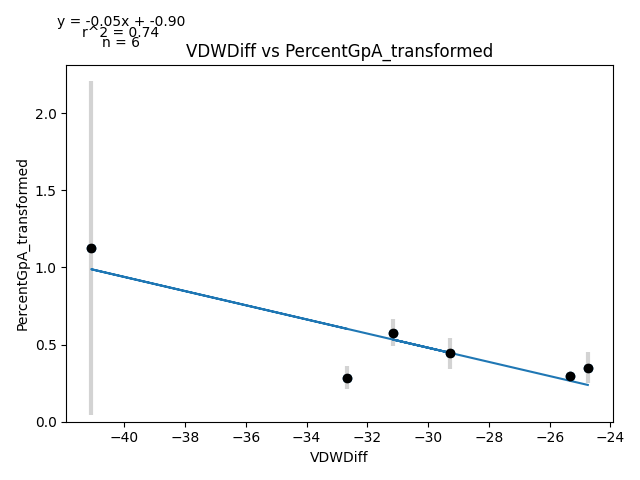 y = -0.05x + -0.90
r^2 = 0.74
n = 6
VDWDiff vs PercentGpA_transformed
PercentGpA_transformed
2.0
1.5
1.0
0.5
0.0
−40 −38 −36 −34 −32 −30 −28 −26 −24
VDWDiff